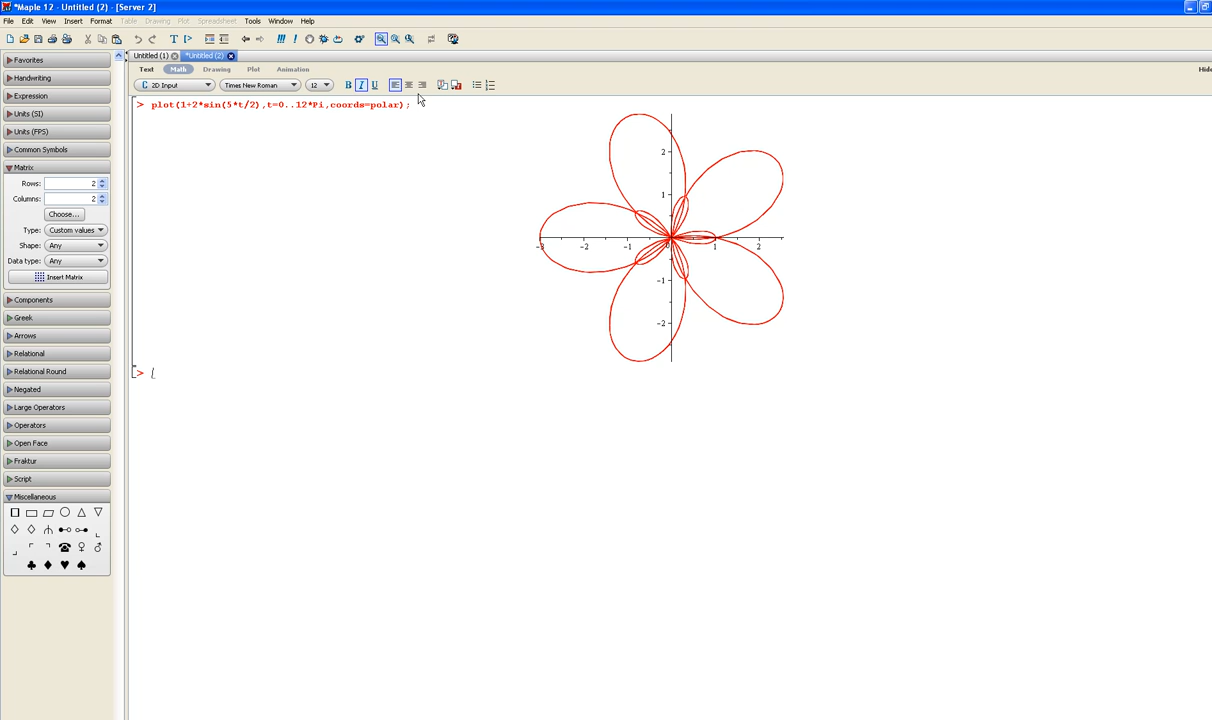 *Maple 12 - Untitled (2) - [Server 2]
File Edit View Insert Format Table Drawing Plot Spreadsheet Tools Window Help
Untitled (1) *Untitled (2)
Text Math Drawing Plot Animation
Hide
C 2D Input Times New Roman 12 B I U
Favorites
Handwriting
Expression
Units (SI)
Units (FPS)
Common Symbols
Matrix
Rows: 2
Columns: 2
Choose...
Type: Custom values
Shape: Any
Data type: Any
Insert Matrix
Components
Greek
Arrows
Relational
Relational Round
Negated
Large Operators
Operators
Open Face
Fraktur
Script
Miscellaneous
> plot(1+2*sin(5*t/2),t=0..12*Pi,coords=polar);
2
1
-3 -2 -1 0 1 2
-1
-2
>